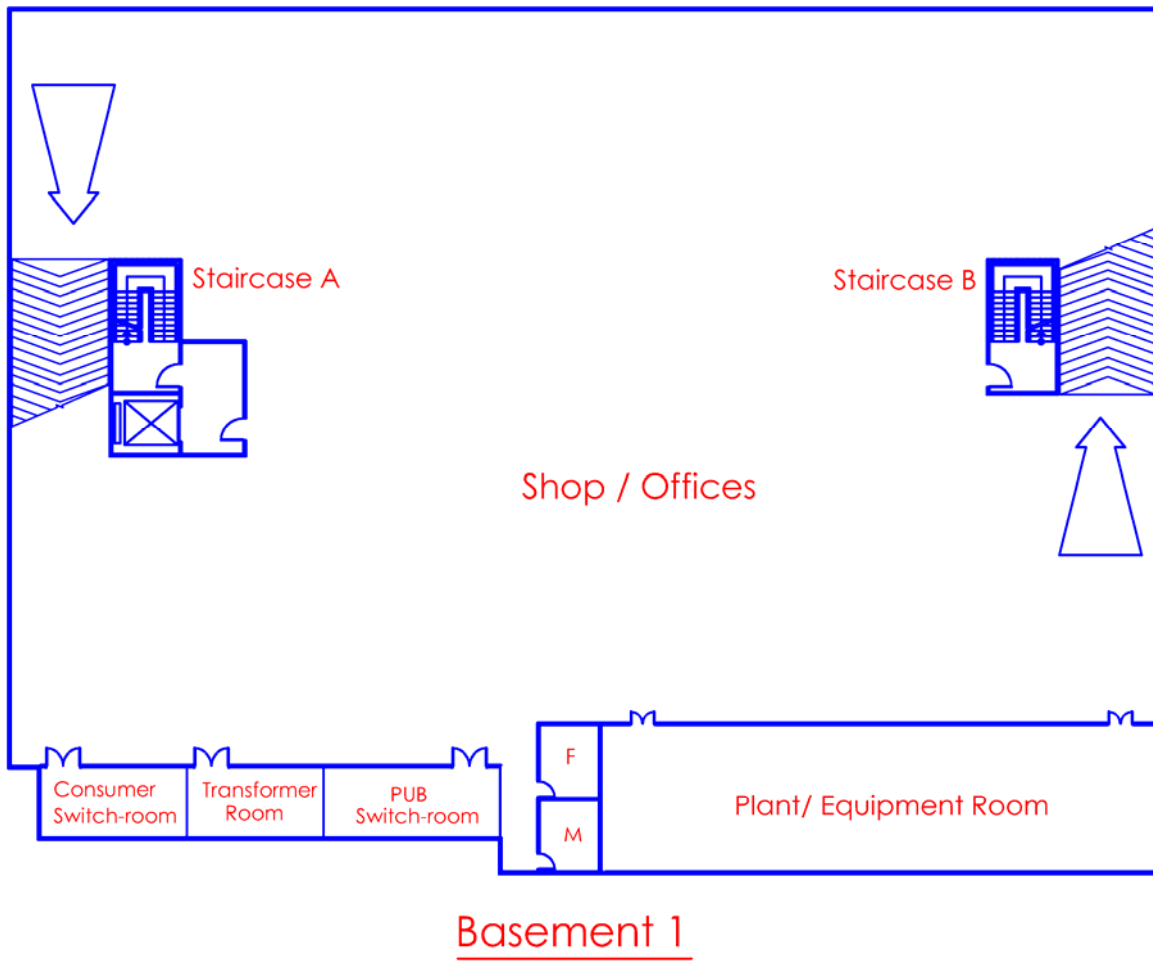 Staircase A
Staircase B
Shop / Offices
Consumer
Switch-room
Transformer
Room
PUB
Switch-room
F
M
Plant/ Equipment Room
Basement 1